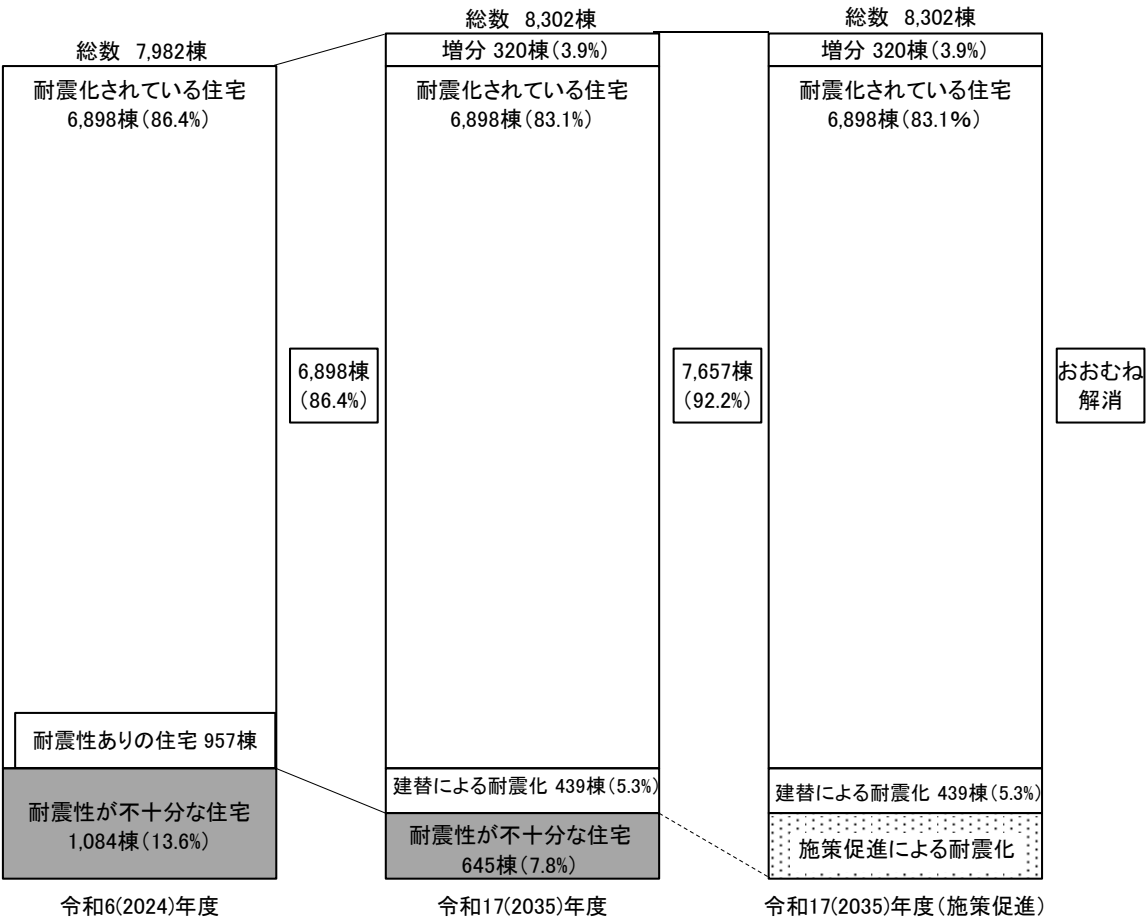 総数 7,982棟
耐震化されている住宅
6,898棟(86.4%)
耐震性ありの住宅 957棟
耐震性が不十分な住宅
1,084棟(13.6%)
令和6(2024)年度
6,898棟
(86.4%)
総数 8,302棟
増分 320棟(3.9%)
耐震化されている住宅
6,898棟(83.1%)
建替による耐震化 439棟(5.3%)
耐震性が不十分な住宅
645棟(7.8%)
令和17(2035)年度
7,657棟
(92.2%)
総数 8,302棟
増分 320棟(3.9%)
耐震化されている住宅
6,898棟(83.1%)
建替による耐震化 439棟(5.3%)
施策促進による耐震化
令和17(2035)年度(施策促進)
おおむね
解消